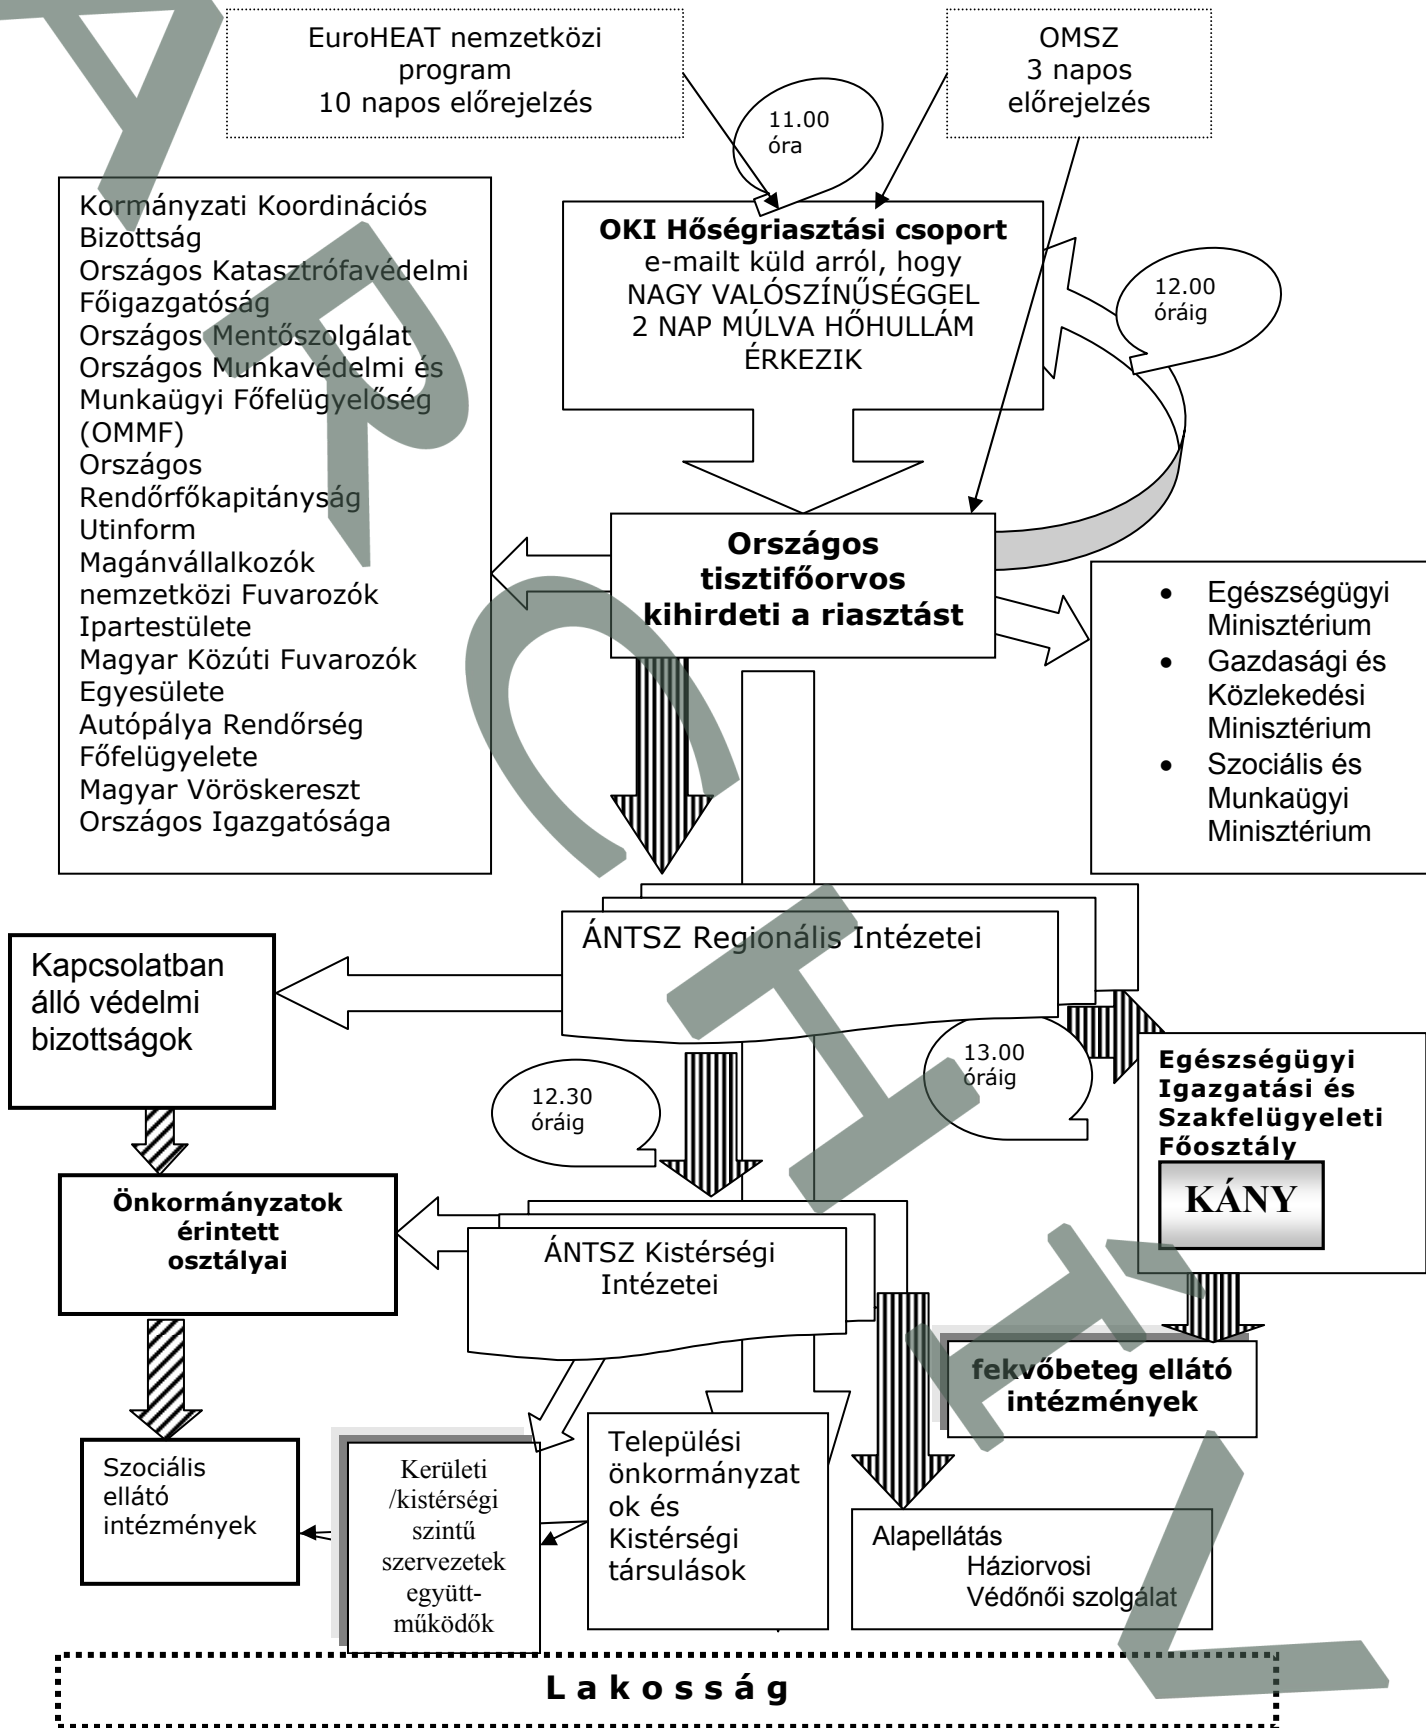 EuroHEAT nemzetközi
program
10 napos előrejelzés
OMSZ
3 napos
előrejelzés
11.00
óra
Kormányzati Koordinációs
Bizottság
Országos Katasztrófavédelmi
Főigazgatóság
Országos Mentőszolgálat
Országos Munkavédelmi és
Munkaügyi Főfelügyelőség
(OMMF)
Országos
Rendőrfőkapitányság
Utinform
Magánvállalkozók
nemzetközi Fuvarozók
Ipartestülete
Magyar Közúti Fuvarozók
Egyesülete
Autópálya Rendőrség
Főfelügyelete
Magyar Vöröskereszt
Országos Igazgatósága
OKI Hőségriasztási csoport
e-mailt küld arról, hogy
NAGY VALÓSZÍNŰSÉGGEL
2 NAP MÚLVA HŐHULLÁM
ÉRKEZIK
12.00
óráig
Országos
tisztifőorvos
kihirdeti a riasztást
• Egészségügyi
Minisztérium
• Gazdasági és
Közlekedési
Minisztérium
• Szociális és
Munkaügyi
Minisztérium
ÁNTSZ Regionális Intézetei
Kapcsolatban
álló védelmi
bizottságok
12.30
óráig
13.00
óráig
Egészségügyi
Igazgatási és
Szakfelügyeleti
Főosztály
KÁNY
Önkormányzatok
érintett
osztályai
ÁNTSZ Kistérségi
Intézetei
fekvőbeteg ellátó
intézmények
Szociális
ellátó
intézmények
Kerületi
/kistérségi
szintű
szervezetek
együtt-
működők
Települési
önkormányzat
ok és
Kistérségi
társulások
Alapellátás
Háziorvosi
Védőnői szolgálat
Lakosság
ARCHÍV